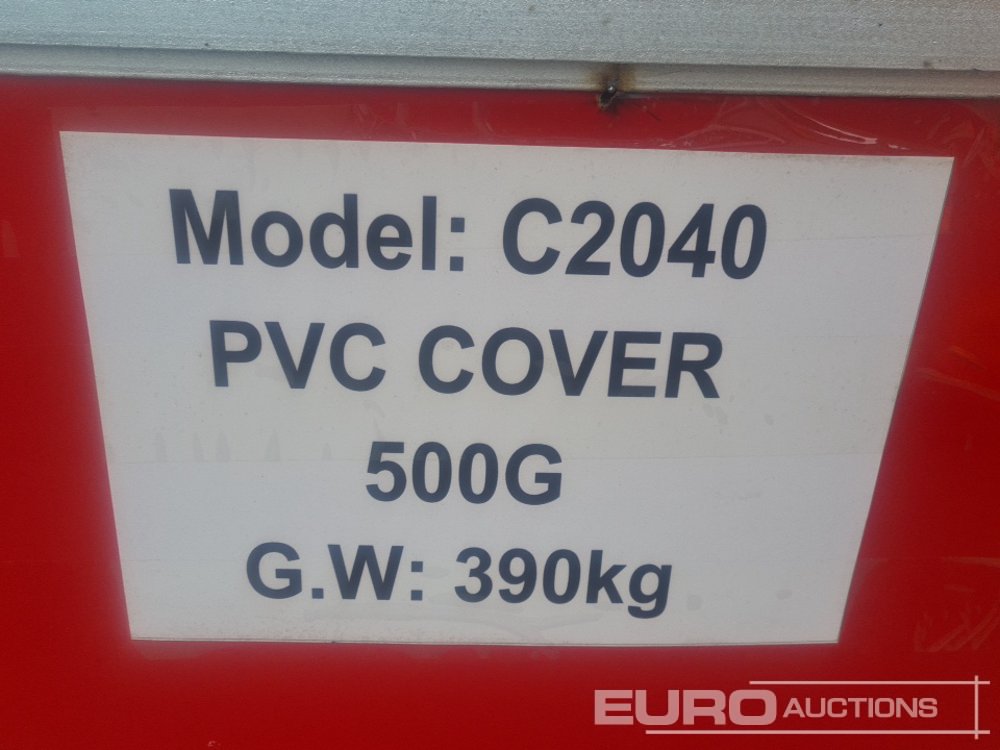 Model: C2040
PVC COVER
500G
G.W: 390kg
EURO AUCTIONS